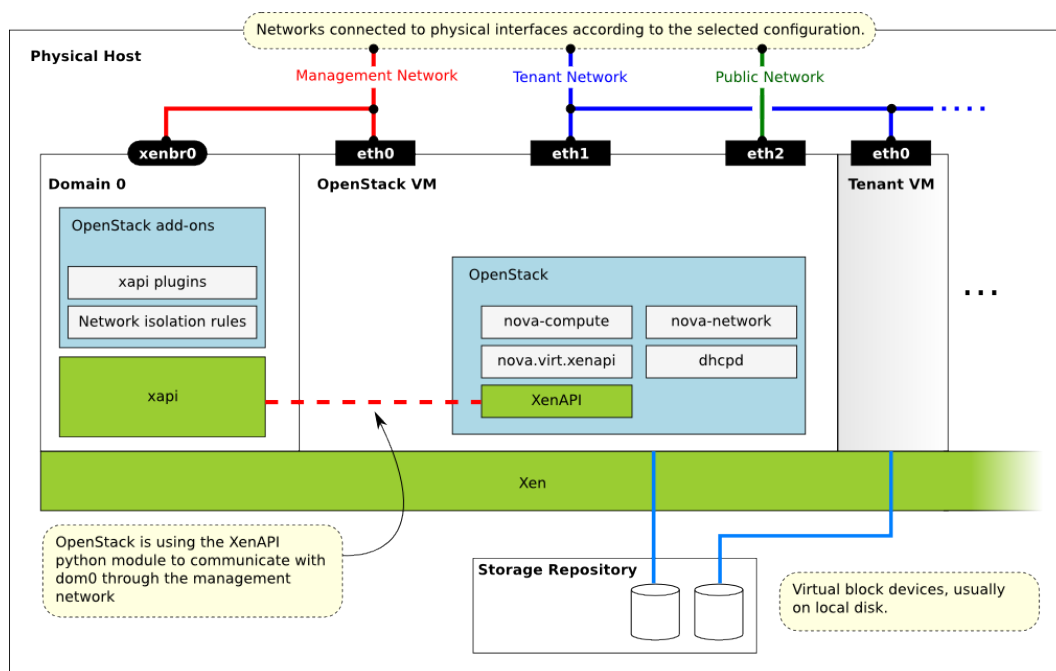 Networks connected to physical interfaces according to the selected configuration.
Physical Host
Management Network
Tenant Network
Public Network
xenbr0
eth0
eth1
eth2
eth0
Domain 0
OpenStack VM
Tenant VM
OpenStack add-ons
xapi plugins
Network isolation rules
xapi
OpenStack
nova-compute
nova-network
nova.virt.xenapi
dhcpd
XenAPI
...
Xen
OpenStack is using the XenAPI
python module to communicate with
dom0 through the management
network
Storage Repository
Virtual block devices, usually
on local disk.